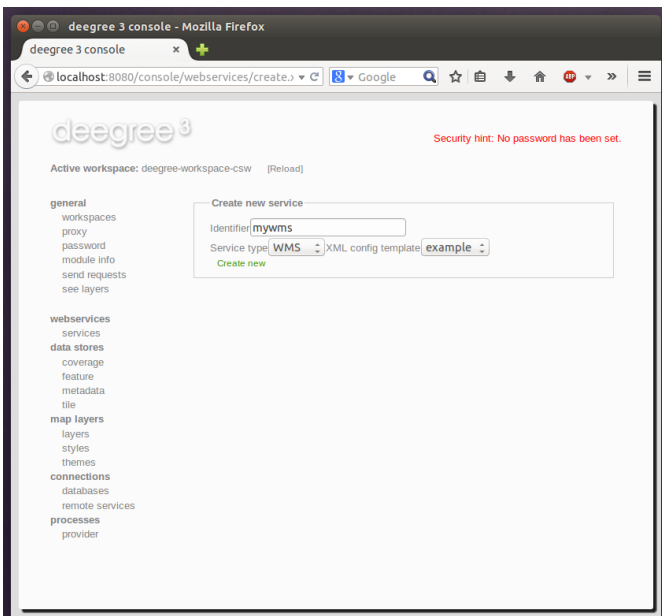 deegree 3 console - Mozilla Firefox
deegree 3 console
localhost:8080/console/webservices/create.x
Google
deegree 3
Security hint: No password has been set.
Active workspace: deegree-workspace-csw [Reload]
general
workspaces
proxy
password
module info
send requests
see layers
webservices
services
data stores
coverage
feature
metadata
tile
map layers
layers
styles
themes
connections
databases
remote services
processes
provider
Create new service
Identifier mywms
Service type WMS XML config template example
Create new